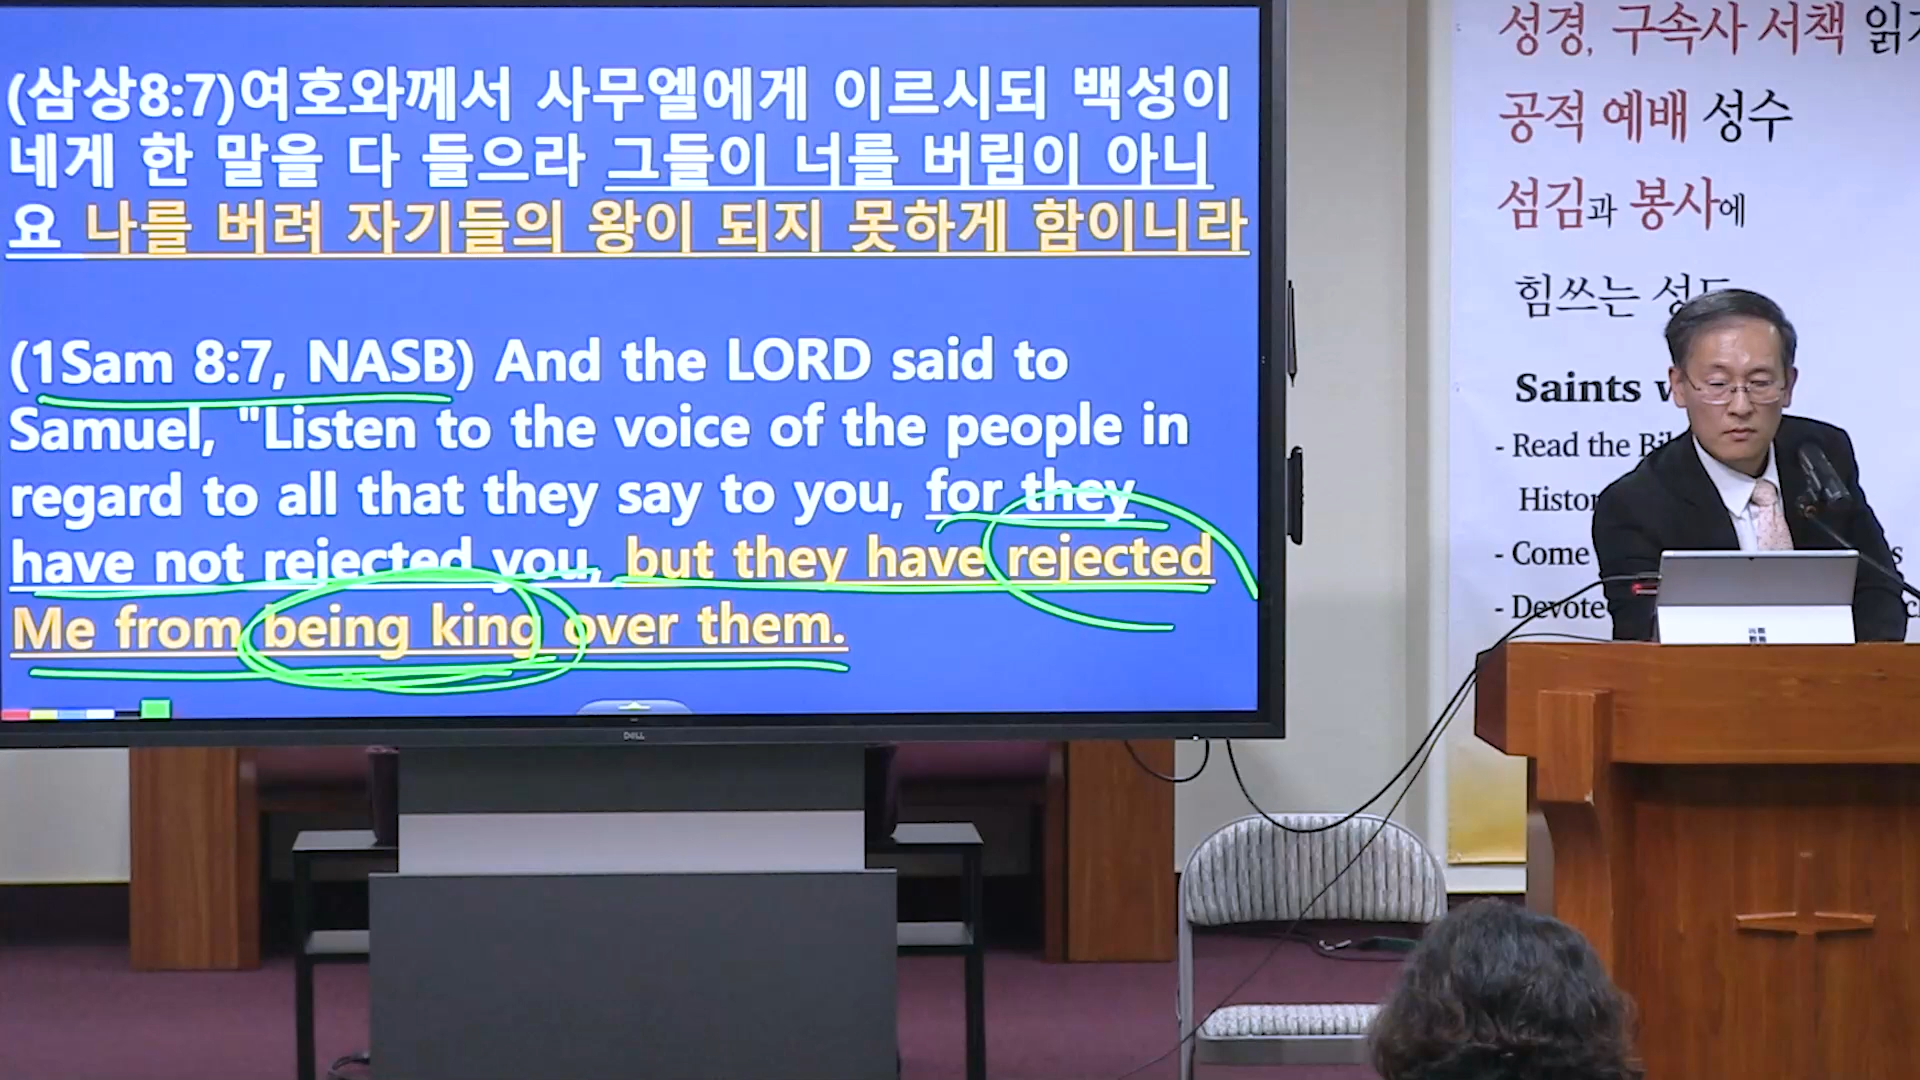 (삼상8:7)여호와께서 사무엘에게 이르시되 백성이
네게 한 말을 다 들으라 그들이 너를 버림이 아니
요 나를 버려 자기들의 왕이 되지 못하게 함이니라
(1Sam 8:7, NASB) And the LORD said to
Samuel, "Listen to the voice of the people in
regard to all that they say to you, for they
have not rejected you, but they have rejected
Me from being king over them.
DELL
성경, 구속사 서책
공적 예배 성수
섬김과 봉사에
힘쓰는
Saints
- Read the
- Come